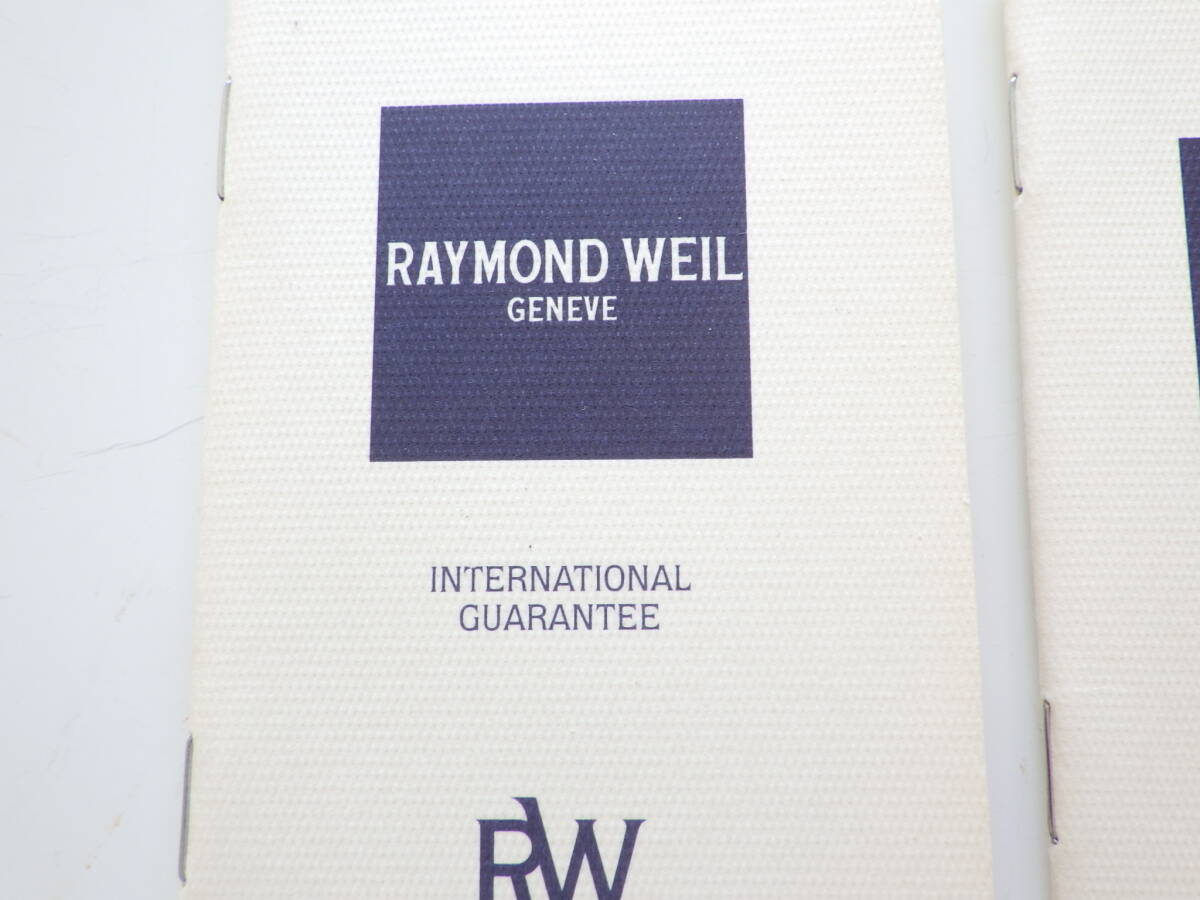 RAYMOND WEIL
GENEVE
INTERNATIONAL
GUARANTEE
RW